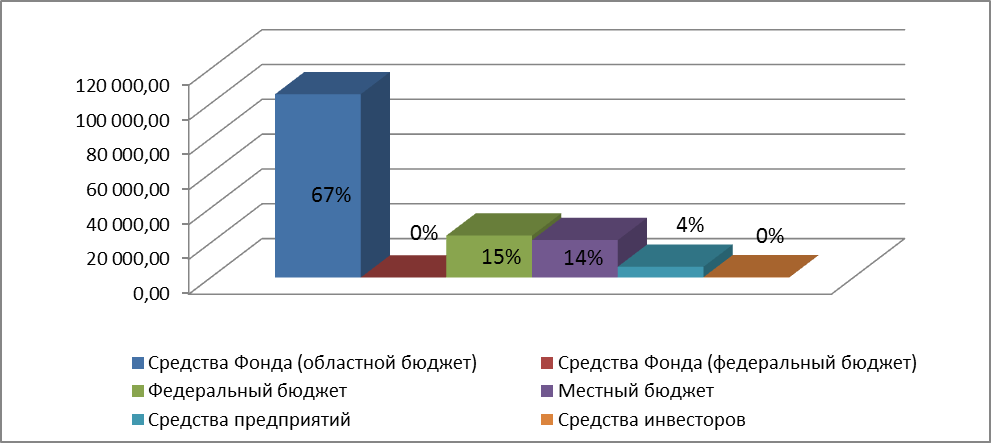 120 000,00
100 000,00
80 000,00
60 000,00
40 000,00
20 000,00
0,00
67%
0%
15%
14%
4%
0%
Средства Фонда (областной бюджет)
Средства Фонда (федеральный бюджет)
Федеральный бюджет
Местный бюджет
Средства предприятий
Средства инвесторов